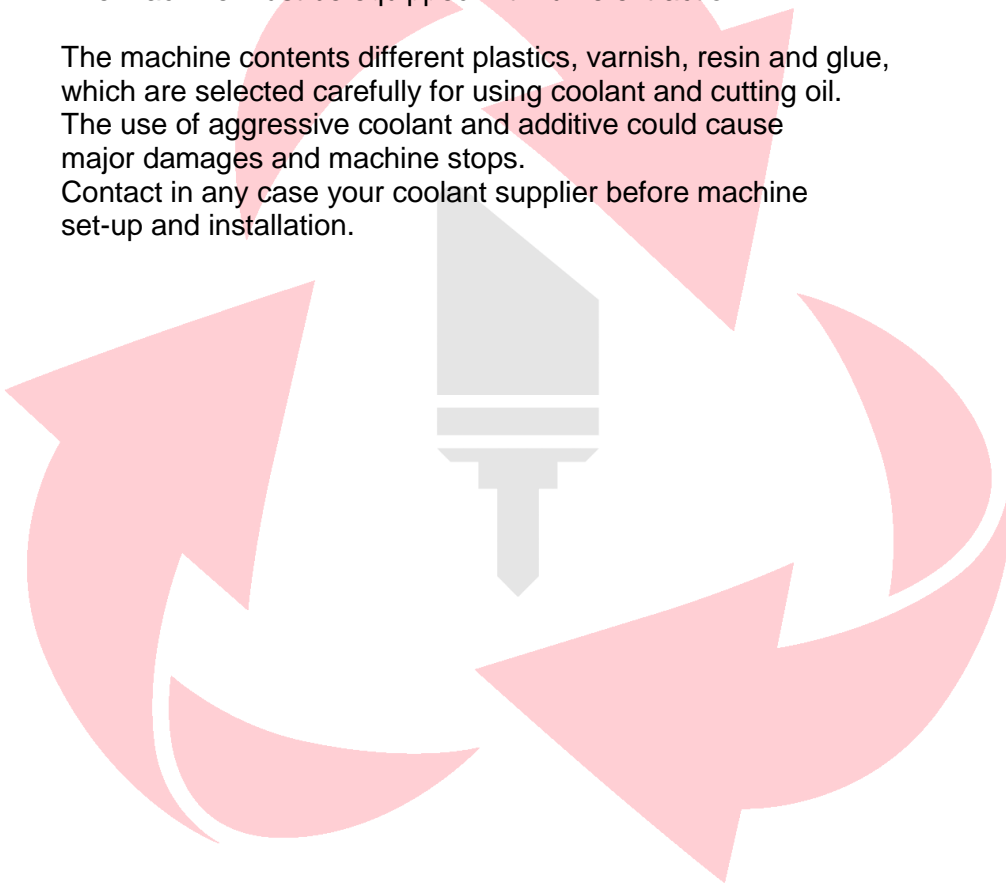 The machine contents different plastics, varnish, resin and glue,
which are selected carefully for using coolant and cutting oil.
The use of aggressive coolant and additive could cause
major damages and machine stops.
Contact in any case your coolant supplier before machine
set-up and installation.